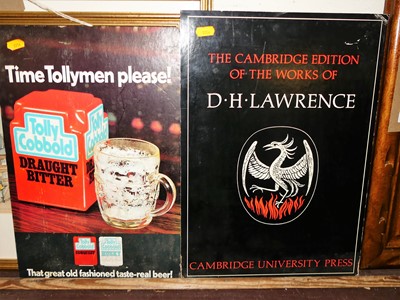 Time Tollymen please!
Tolly
Cobbold
DRAUGHT
BITTER
That great old fashioned taste-real beer!
THE CAMBRIDGE EDITION
OF THE WORKS OF
D·H·LAWRENCE
CAMBRIDGE UNIVERSITY PRESS